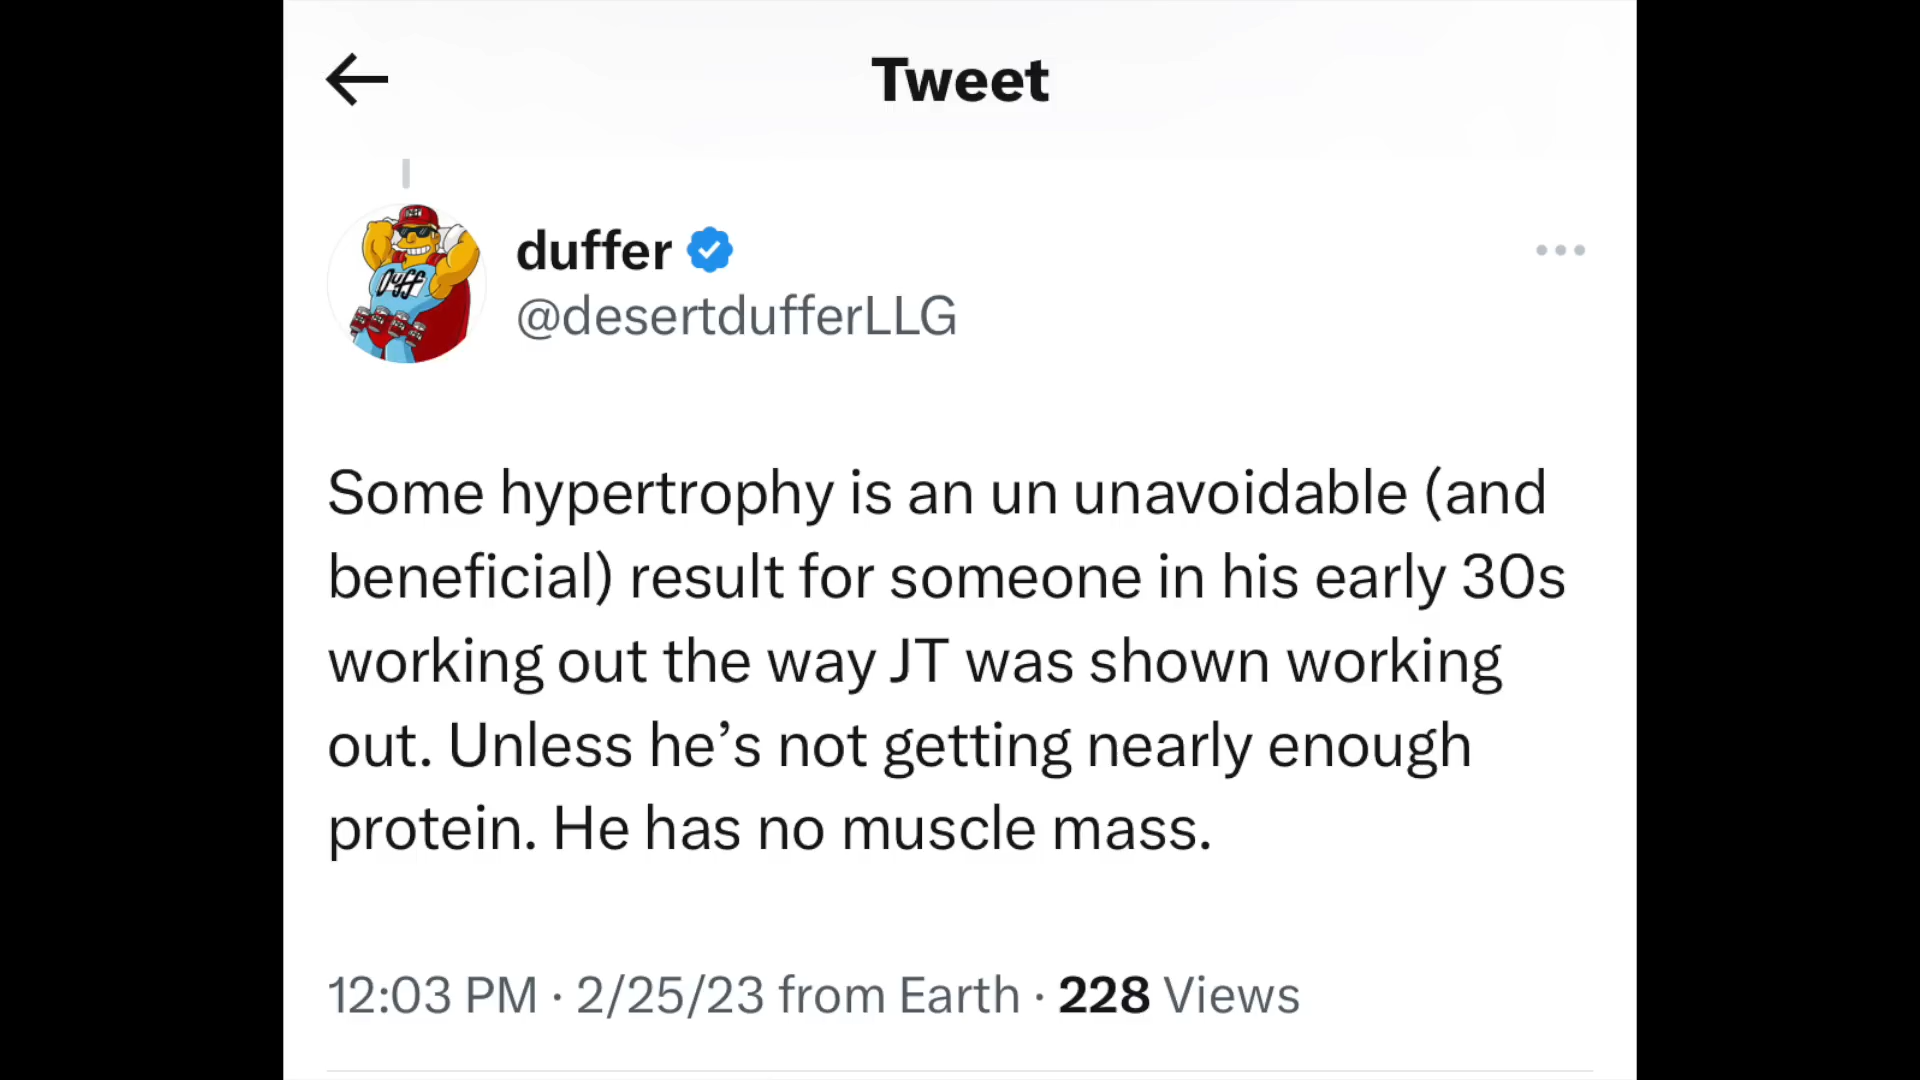 Tweet
duffer
@desertdufferLLG
Duff
Some hypertrophy is an un unavoidable (and
beneficial) result for someone in his early 30s
working out the way JT was shown working
out. Unless he’s not getting nearly enough
protein. He has no muscle mass.
12:03 PM · 2/25/23 from Earth · 228 Views